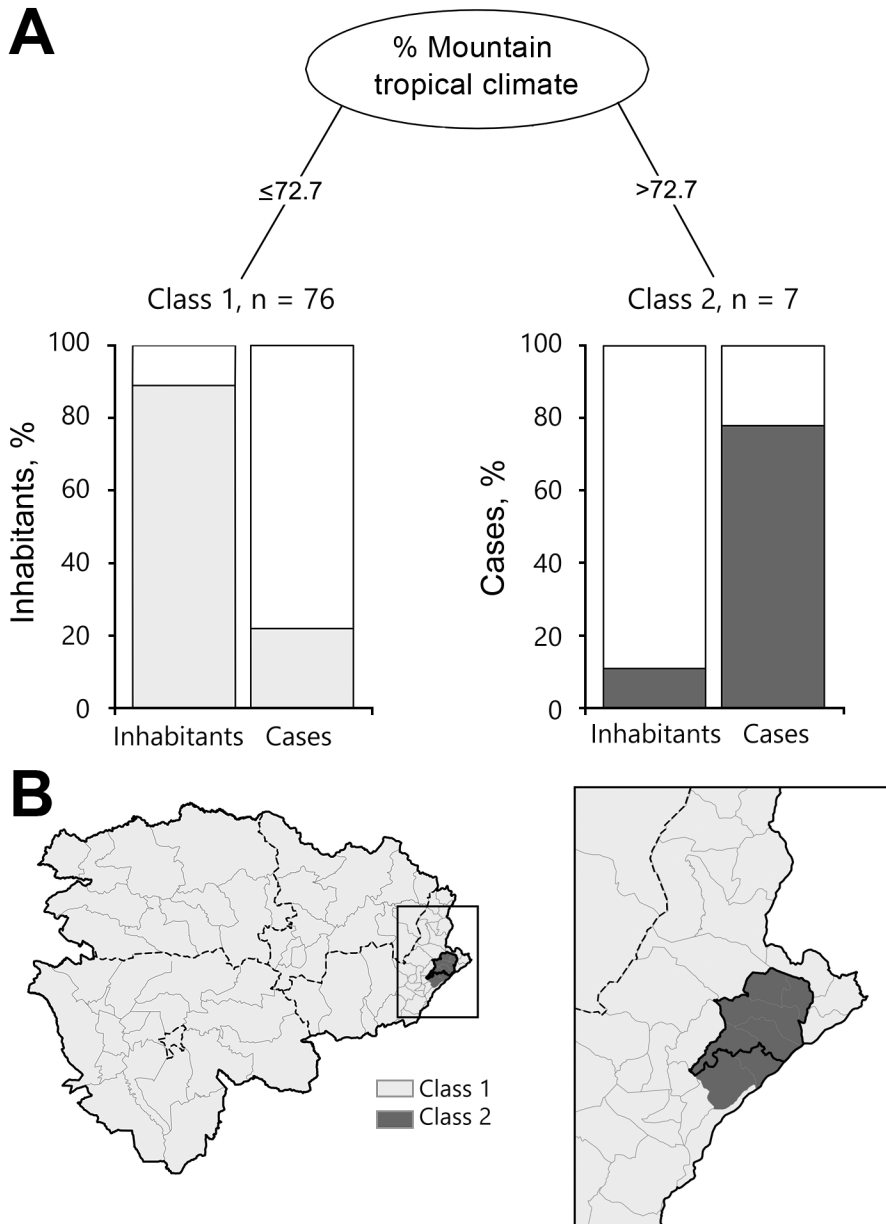 A
% Mountain
tropical climate
≤72.7
>72.7
Class 1, n = 76
Class 2, n = 7
Inhabitants, %
100
80
60
40
20
0
Inhabitants Cases
Cases, %
100
80
60
40
20
0
Inhabitants Cases
B
Class 1
Class 2